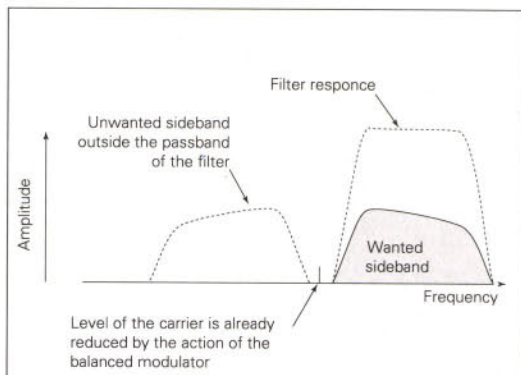 Filter responce
Unwanted sideband
outside the passband
of the filter
Amplitude
Wanted
sideband
Frequency
Level of the carrier is already
reduced by the action of the
balanced modulator